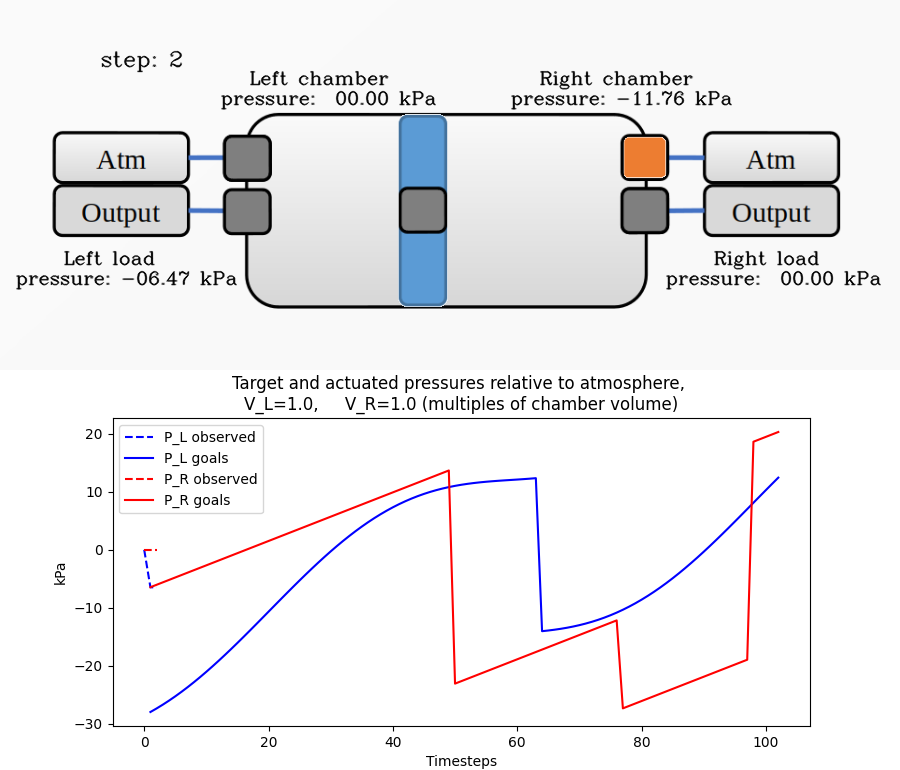 step: 2
Left chamber
pressure:  00.00 kPa
Right chamber
pressure: -11.76 kPa
Atm
Output
Atm
Output
Left load
pressure: -06.47 kPa
Right load
pressure:  00.00 kPa
Target and actuated pressures relative to atmosphere,
V_L=1.0,     V_R=1.0 (multiples of chamber volume)
P_L observed
P_L goals
P_R observed
P_R goals
20
10
0
−10
−20
−30
kPa
0 20 40 60 80 100
Timesteps